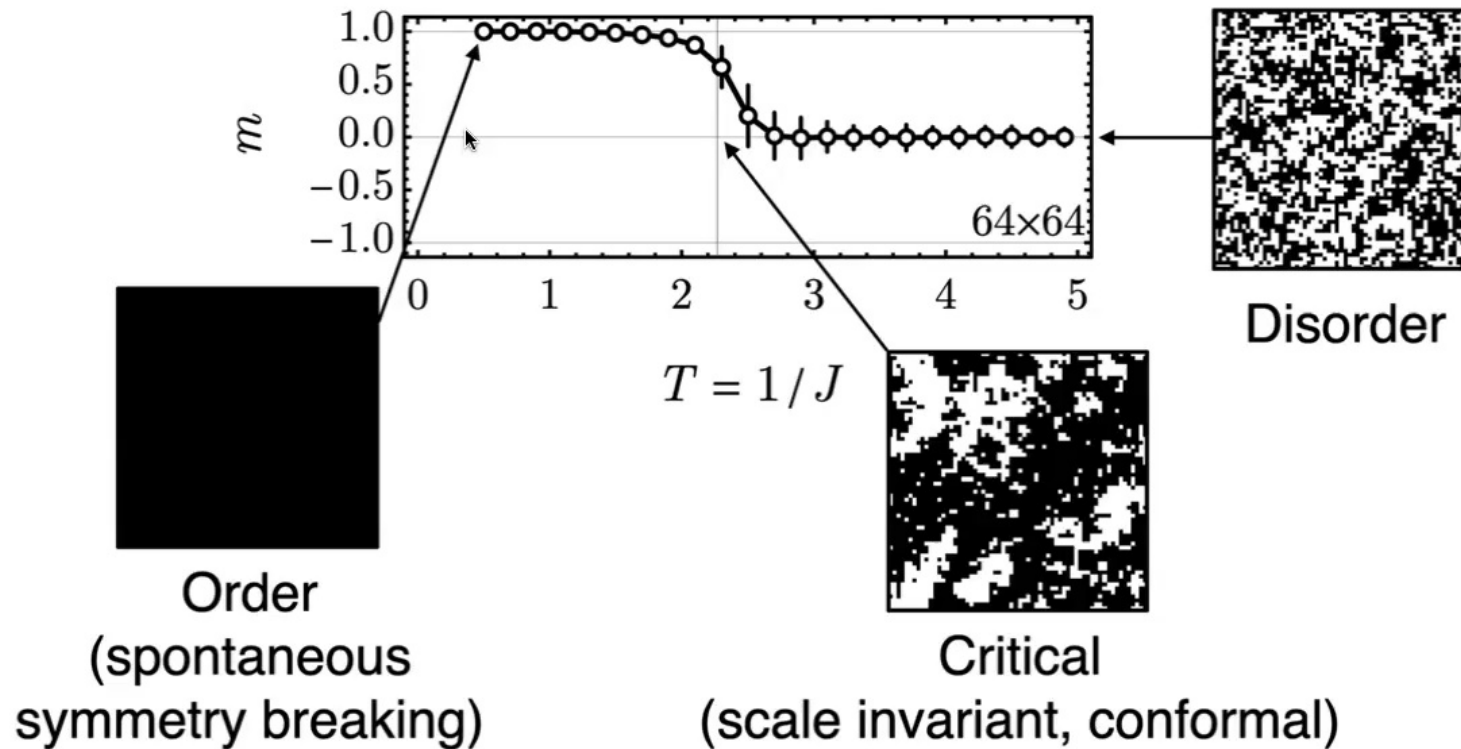 1.0
0.5
0.0
−0.5
−1.0
m
64×64
0 1 2 3 4 5
T = 1/J
Disorder
Order
(spontaneous
symmetry breaking)
Critical
(scale invariant, conformal)